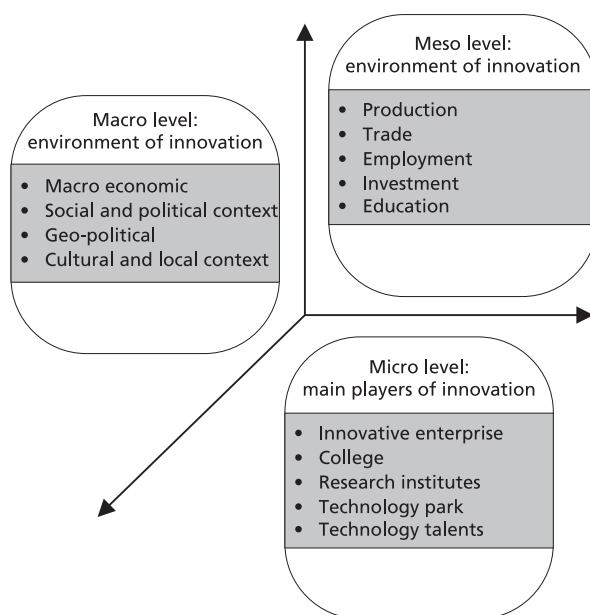 Meso level:
environment of innovation
• Production
• Trade
• Employment
• Investment
• Education
Macro level:
environment of innovation
• Macro economic
• Social and political context
• Geo-political
• Cultural and local context
Micro level:
main players of innovation
• Innovative enterprise
• College
• Research institutes
• Technology park
• Technology talents